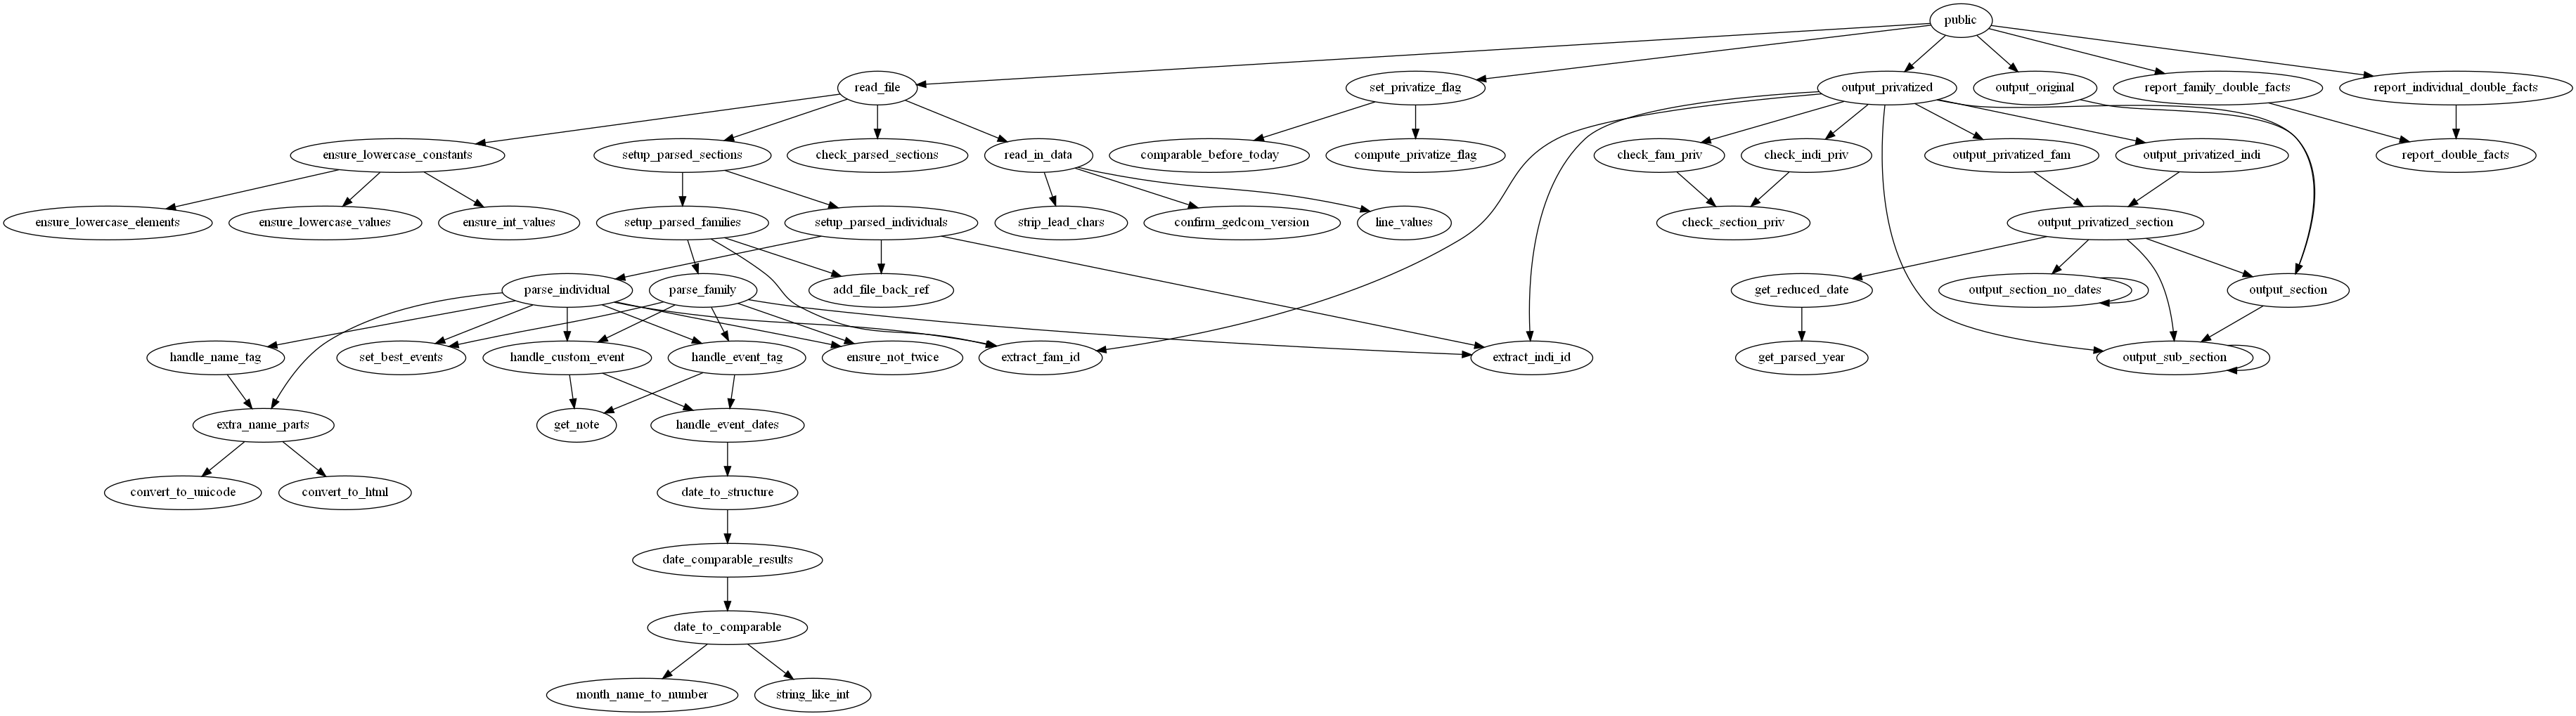 public
read_file
set_privatize_flag
output_privatized
output_original
report_family_double_facts
report_individual_double_facts
ensure_lowercase_constants
setup_parsed_sections
check_parsed_sections
read_in_data
comparable_before_today
compute_privatize_flag
check_fam_priv
check_indi_priv
output_privatized_fam
output_privatized_indi
report_double_facts
ensure_lowercase_elements
ensure_lowercase_values
ensure_int_values
setup_parsed_families
setup_parsed_individuals
strip_lead_chars
confirm_gedcom_version
line_values
check_section_priv
output_privatized_section
parse_individual
parse_family
add_file_back_ref
get_reduced_date
output_section_no_dates
output_section
handle_name_tag
set_best_events
handle_custom_event
handle_event_tag
ensure_not_twice
extract_fam_id
extract_indi_id
get_parsed_year
output_sub_section
extra_name_parts
get_note
handle_event_dates
convert_to_unicode
convert_to_html
date_to_structure
date_comparable_results
date_to_comparable
month_name_to_number
string_like_int